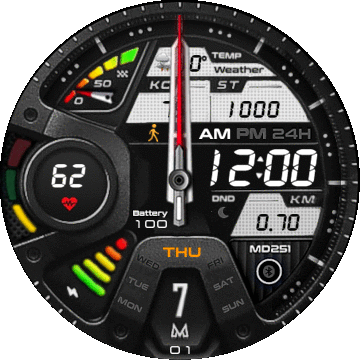 TEMP
0°
Weather
50
0
KC
ST
1000
AM PM 24H
12:00
62
DND
KM
0.70
Battery
100
MD251
THU
WED
FRI
TUE
SAT
MON
SUN
7
01